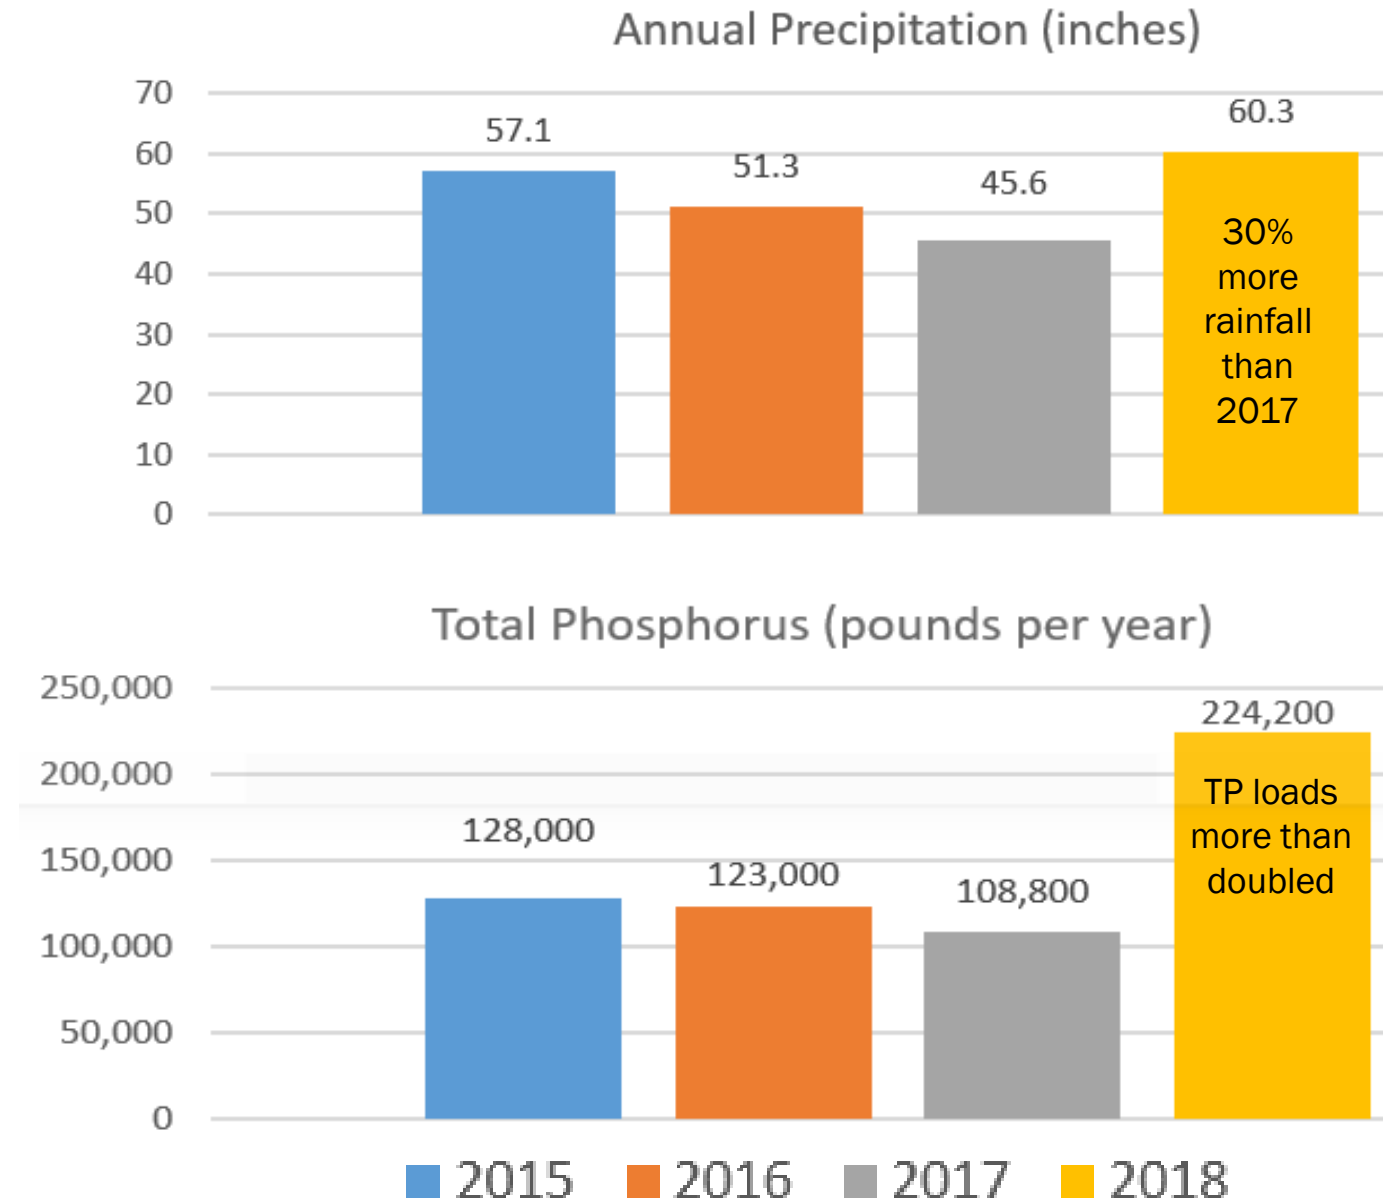 Annual Precipitation (inches)
70
60
50
40
30
20
10
0
57.1
51.3
45.6
60.3
30%
more
rainfall
than
2017
Total Phosphorus (pounds per year)
250,000
200,000
150,000
100,000
50,000
0
128,000
123,000
108,800
224,200
TP loads
more than
doubled
2015 2016 2017 2018